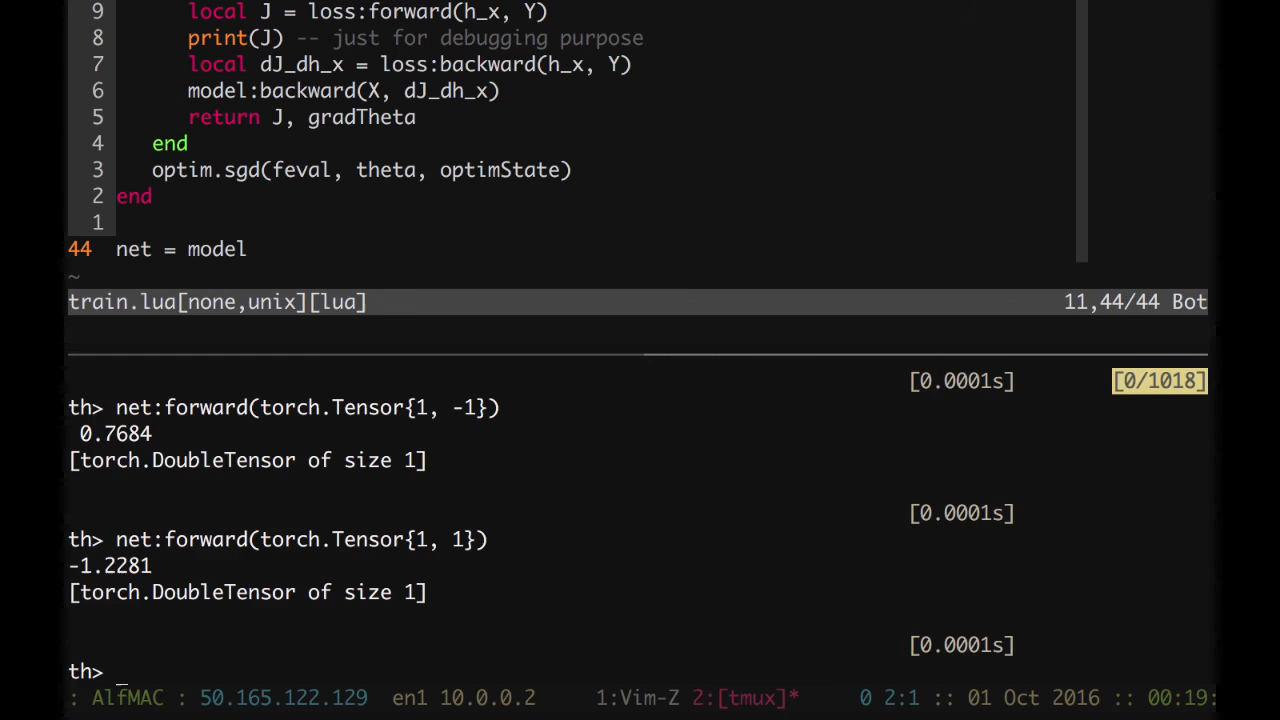 9 local J = loss:forward(h_x, Y)
8 print(J) -- just for debugging purpose
7 local dJ_dh_x = loss:backward(h_x, Y)
6 model:backward(X, dJ_dh_x)
5 return J, gradTheta
4 end
3 optim.sgd(feval, theta, optimState)
2 end
1
44 net = model
~
train.lua[none,unix][lua] 11,44/44 Bot
[0.0001s] [0/1018]
th> net:forward(torch.Tensor{1, -1})
0.7684
[torch.DoubleTensor of size 1]
[0.0001s]
th> net:forward(torch.Tensor{1, 1})
-1.2281
[torch.DoubleTensor of size 1]
[0.0001s]
th> _
: AlfMAC : 50.165.122.129 en1 10.0.0.2 1:Vim-Z 2:[tmux]* 0 2:1 :: 01 Oct 2016 :: 00:19: